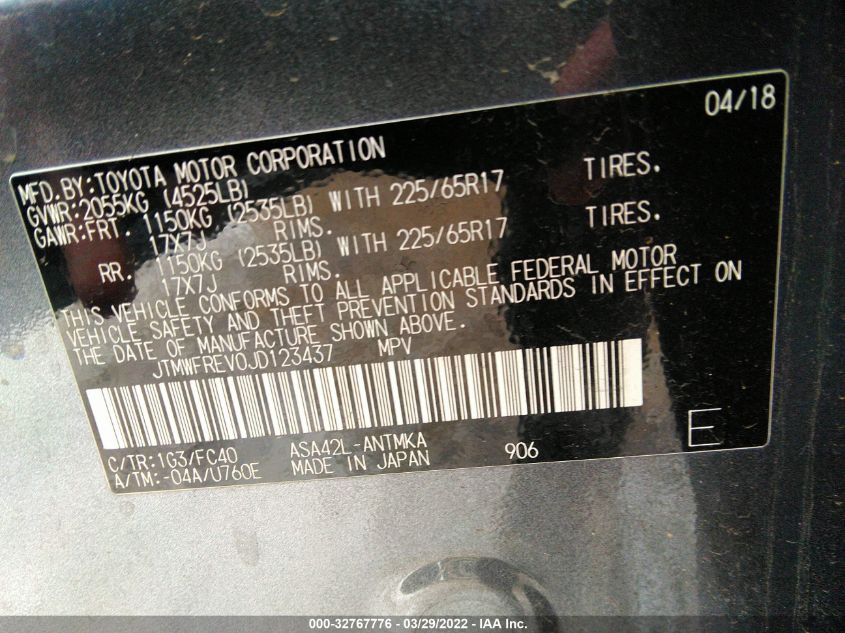 04/18
MFD.BY:TOYOTA MOTOR CORPORATION
GVWR:2055KG (4525LB)
GAWR:FRT. 1150KG (2535LB) WITH 225/65R17 TIRES.
17X7J RIMS.
RR. 1150KG (2535LB) WITH 225/65R17 TIRES.
17X7J RIMS.
THIS VEHICLE CONFORMS TO ALL APPLICABLE FEDERAL MOTOR
VEHICLE SAFETY AND THEFT PREVENTION STANDARDS IN EFFECT ON
THE DATE OF MANUFACTURE SHOWN ABOVE.
JTMWFREV0JD123437 MPV
C/TR:1G3/FC40 ASA42L-ANTMKA 906 E
A/TM:-04A/U760E MADE IN JAPAN
000-32767776 - 03/29/2022 - IAA Inc.